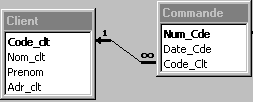 Client
Code_clt
Nom_clt
Prenom
Adr_clt
1
∞
Commande
Num_Cde
Date_Cde
Code_Clt